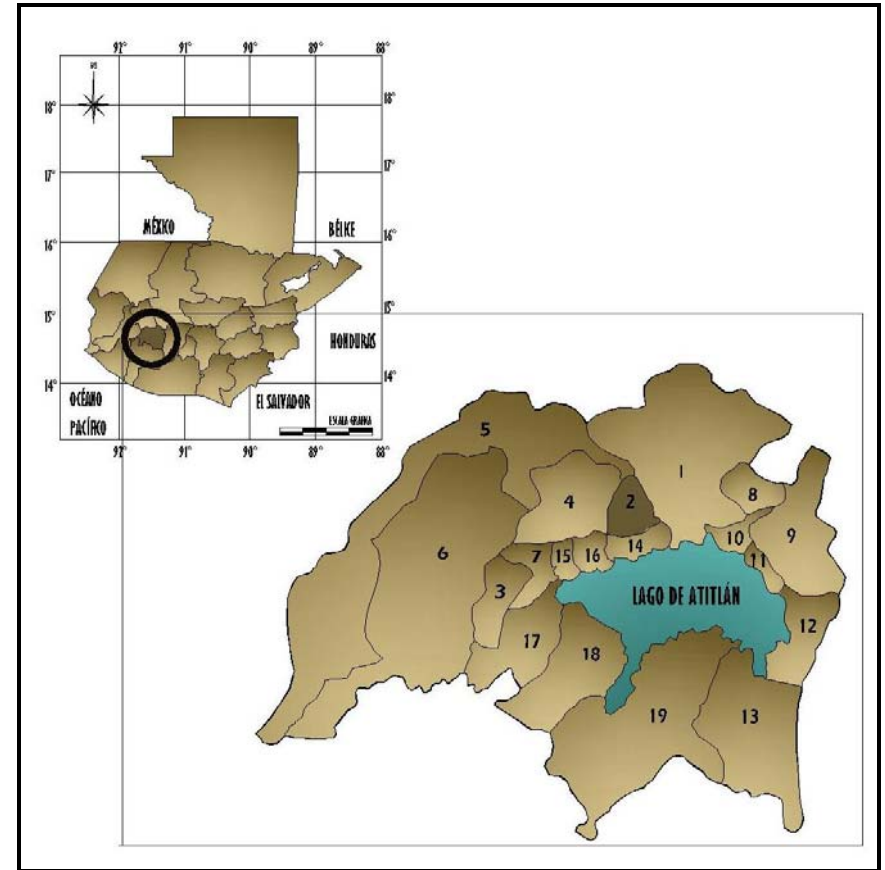 92° 91° 90° 89° 88°
18° 18°
17° 17°
MÉXICO BÉLICE
16° 16°
15° 15°
HONDURAS
14° 14°
OCÉANO
PACÍFICO
EL SALVADOR
ESCALA GRAFICA
92° 91° 90° 89° 88°
5
1
4 2 8
6 10 9
7 15 16 14 11
3
LAGO DE ATITLÁN
12
17
18
19 13